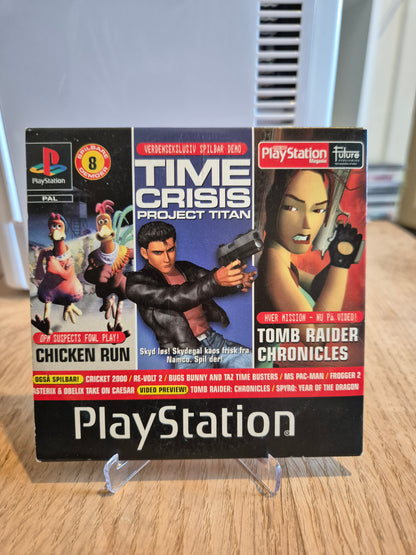 PlayStation
PAL
8
SPILBARE
DEMOER
VERDENSEKSLUSIV SPILBAR DEMO
TIME
CRISIS
PROJECT TITAN
PlayStation
Magasin
Future
HVER MISSION - NU PÅ VIDEO!
TOMB RAIDER
CHRONICLES
OPM SUSPECTS FOWL PLAY!
CHICKEN RUN
Skyd løs! Skydegal kaos frisk fra
Namco. Spil der!
OGSÅ SPILBAR! CRICKET 2000 / RE-VOLT 2 / BUGS BUNNY AND TAZ TIME BUSTERS / MS PAC-MAN / FROGGER 2
ASTERIX & OBELIX TAKE ON CAESAR VIDEO PREVIEW! TOMB RAIDER: CHRONICLES / SPYRO: YEAR OF THE DRAGON
PlayStation